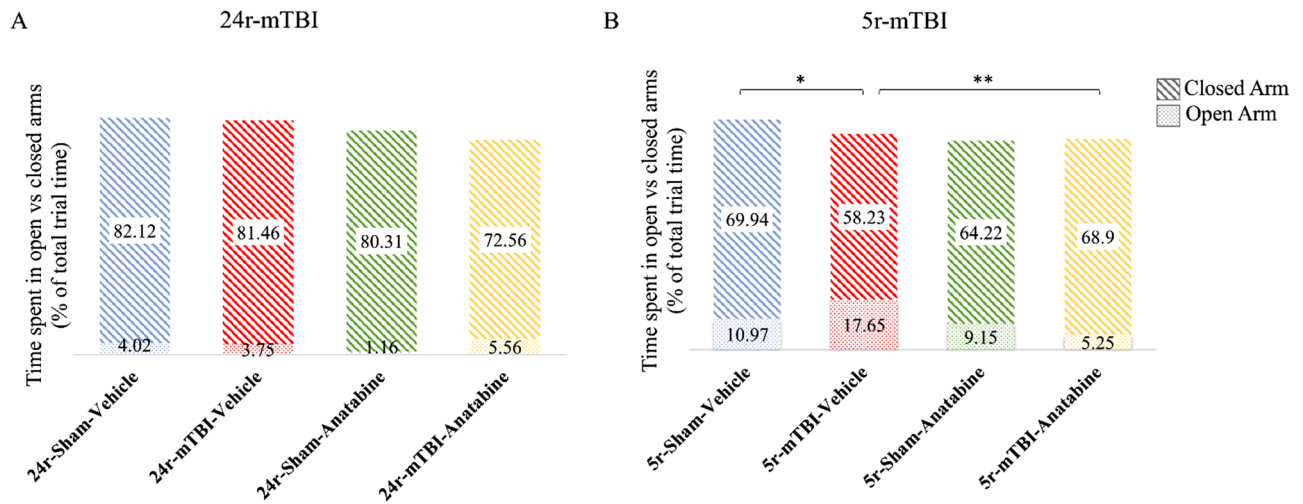 A
24r-mTBI
Time spent in open vs closed arms
(% of total trial time)
82.12
81.46
80.31
72.56
4.02
3.75
1.16
5.56
24r-Sham-Vehicle
24r-mTBI-Vehicle
24r-Sham-Anatabine
24r-mTBI-Anatabine
B
5r-mTBI
*
**
Closed Arm
Open Arm
Time spent in open vs closed arms
(% of total trial time)
69.94
58.23
64.22
68.9
10.97
17.65
9.15
5.25
5r-Sham-Vehicle
5r-mTBI-Vehicle
5r-Sham-Anatabine
5r-mTBI-Anatabine